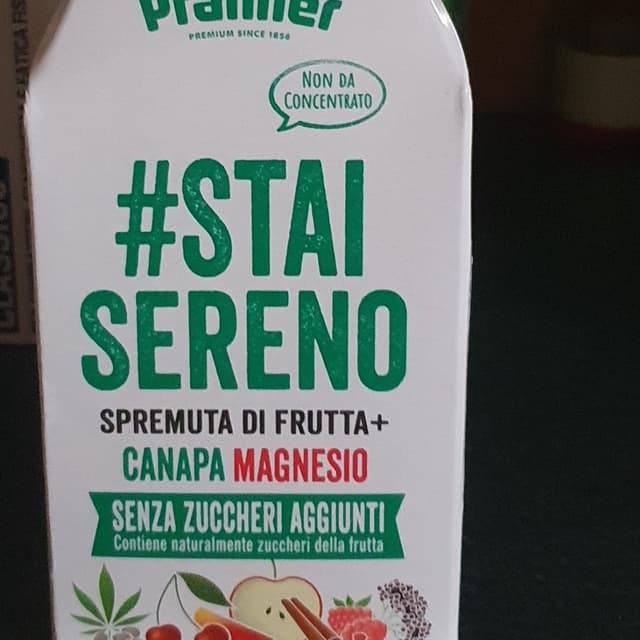 Pfanner
PREMIUM SINCE 1856
NON DA
CONCENTRATO
#STAI
SERENO
SPREMUTA DI FRUTTA+
CANAPA MAGNESIO
SENZA ZUCCHERI AGGIUNTI
Contiene naturalmente zuccheri della frutta